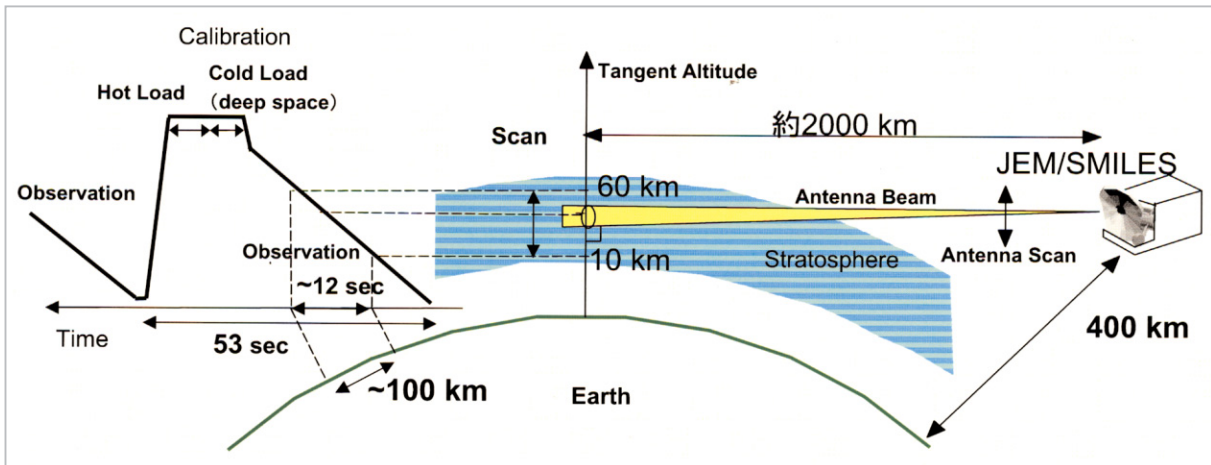 Calibration
Cold Load
Hot Load
(deep space)
Tangent Altitude
約2000 km
Scan
JEM/SMILES
Observation
60 km
Antenna Beam
Observation
10 km
Stratosphere
Antenna Scan
~12 sec
Time
53 sec
400 km
~100 km
Earth